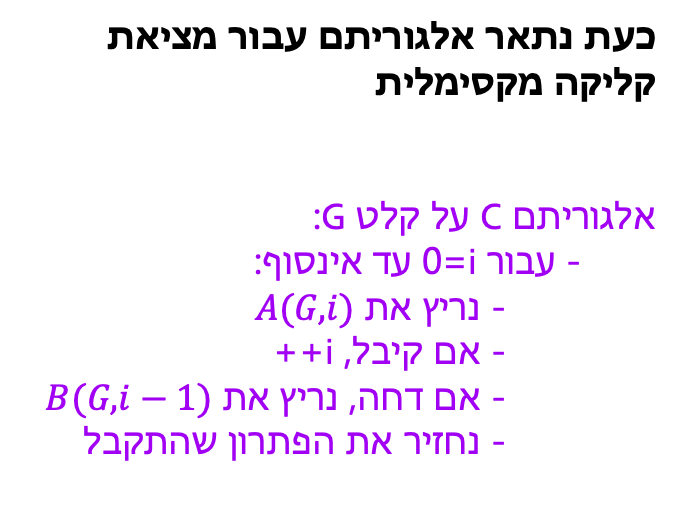 כעת נתאר אלגוריתם עבור מציאת
קליקה מקסימלית
אלגוריתם C על קלט G:
- עבור i=0 עד אינסוף:
- נריץ את A(G,i)
- אם קיבל, i++
- אם דחה, נריץ את B(G,i − 1)
- נחזיר את הפתרון שהתקבל